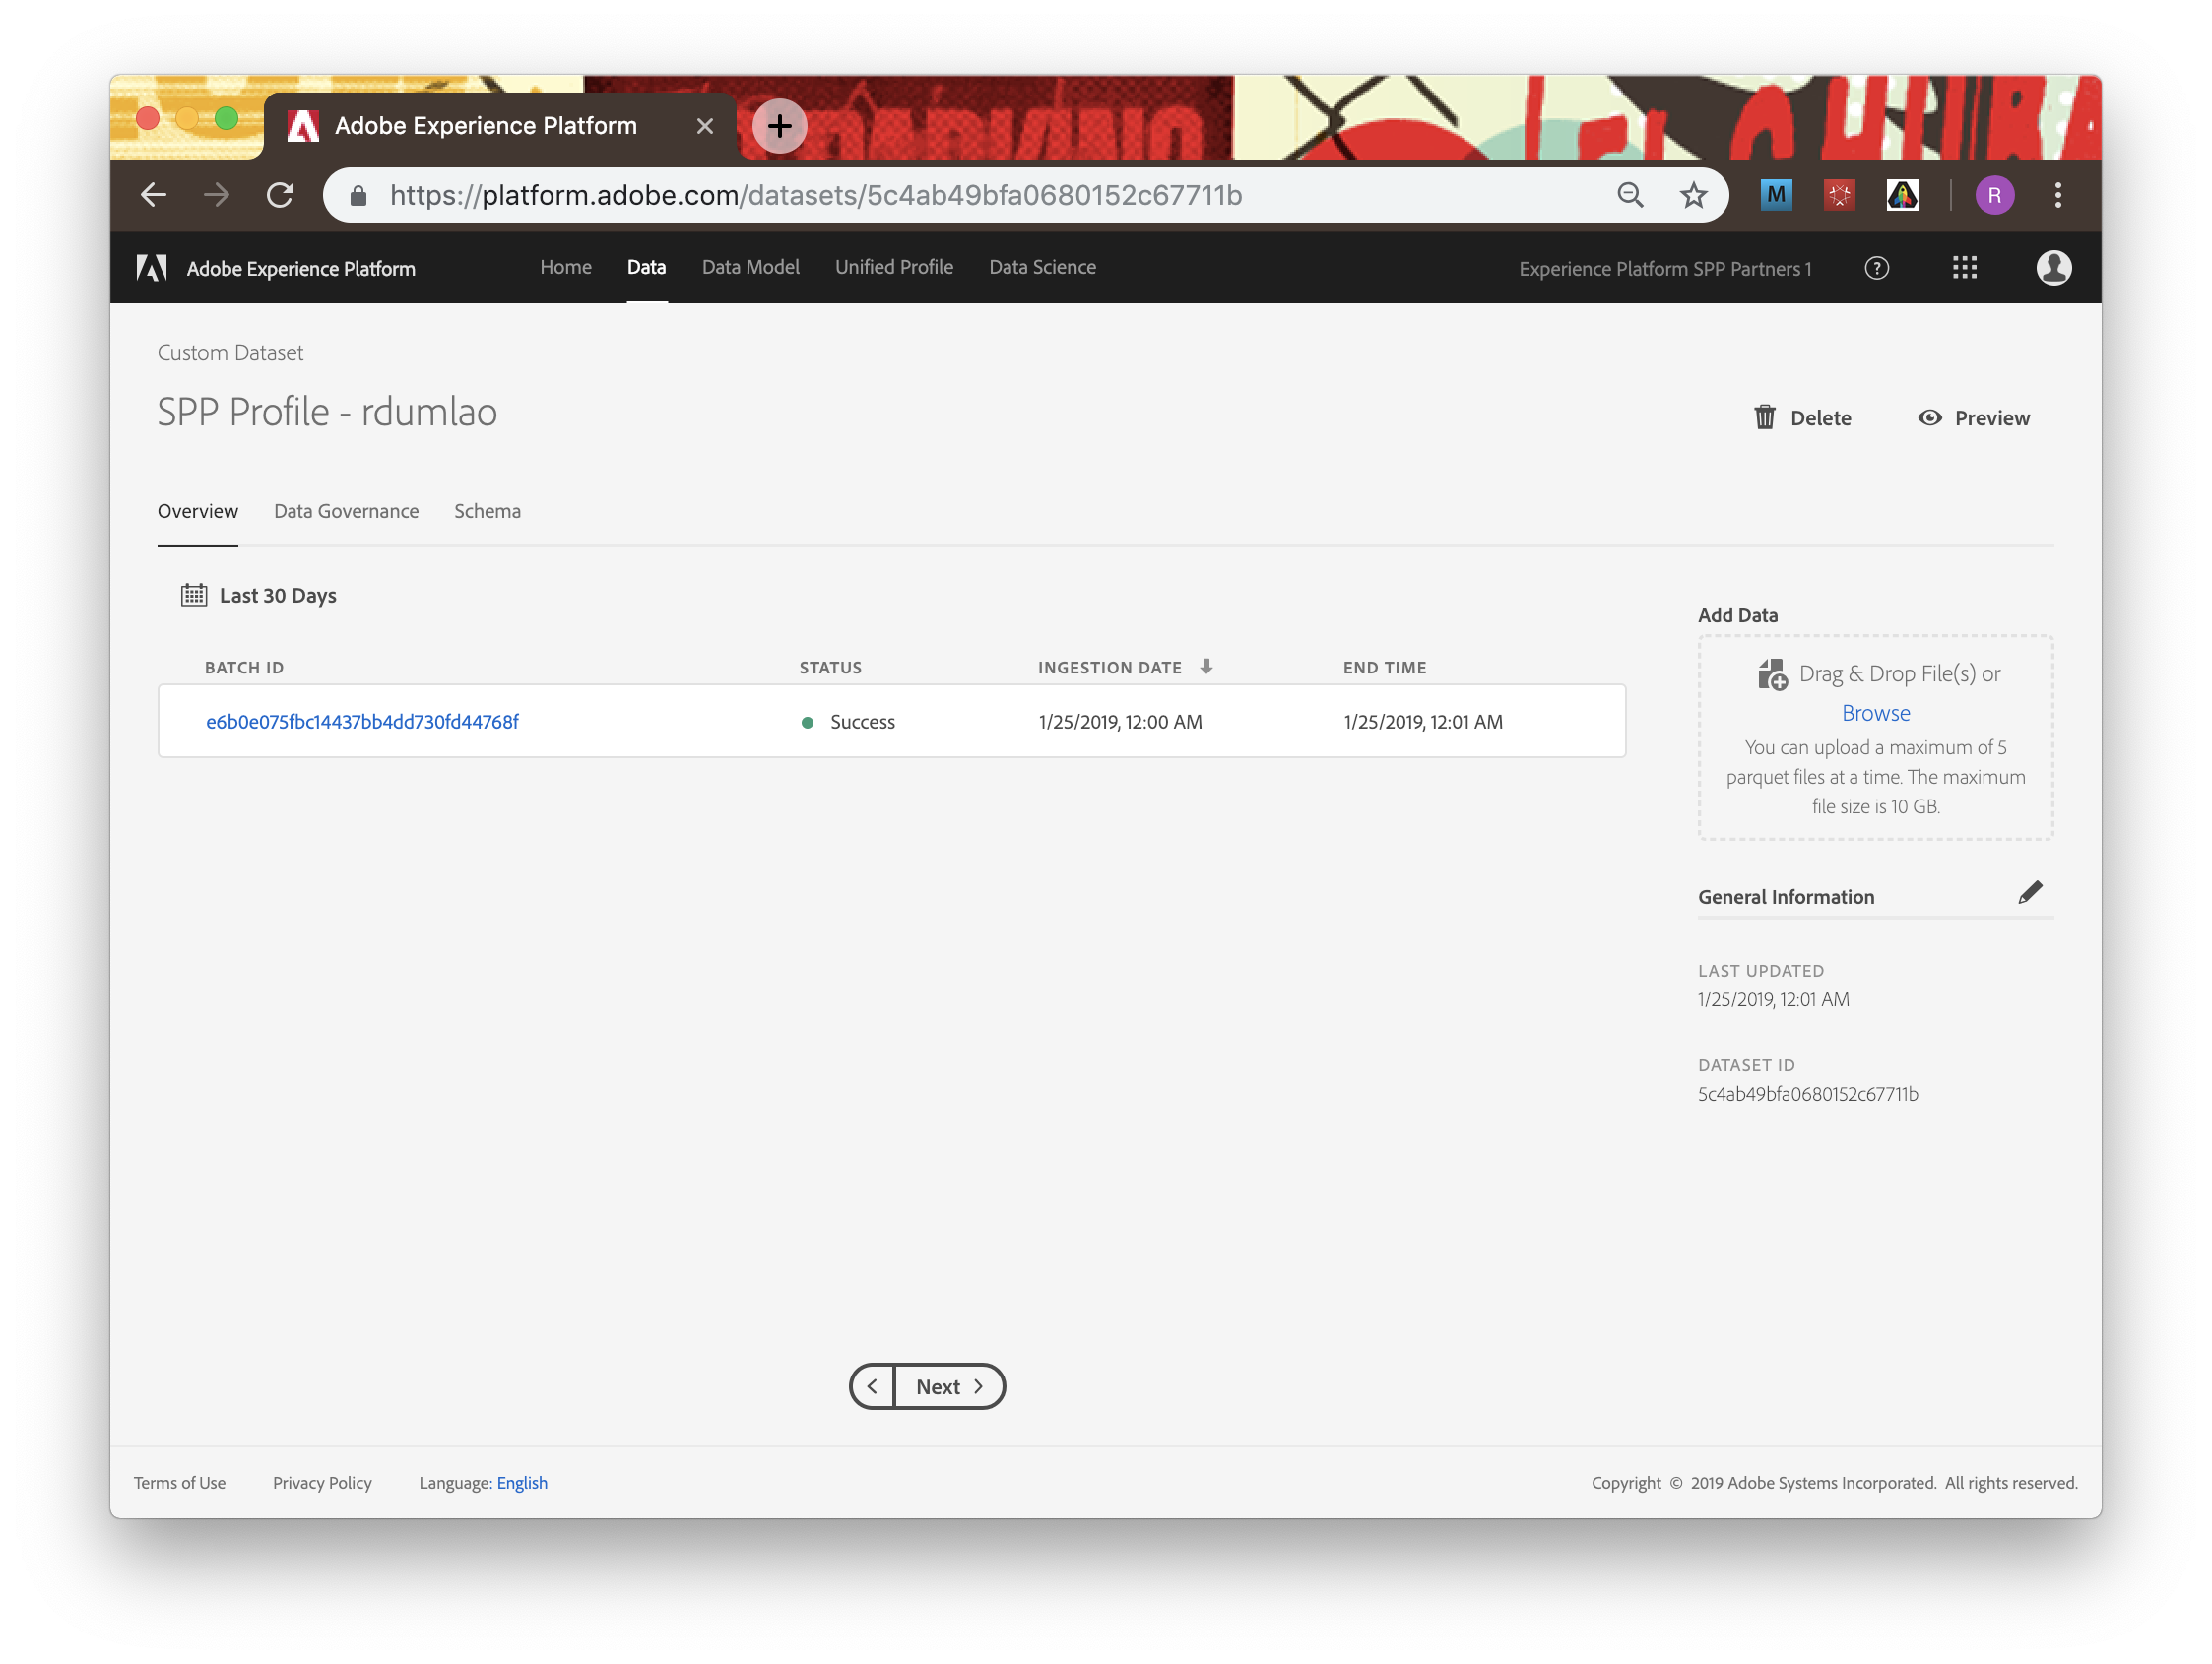 Adobe Experience Platform
https://platform.adobe.com/datasets/5c4ab49bfa0680152c67711b
M
R
Adobe Experience Platform
Home Data Data Model Unified Profile Data Science
Experience Platform SPP Partners 1
?
Custom Dataset
SPP Profile - rdumlao
Delete Preview
Overview Data Governance Schema
Last 30 Days
BATCH ID STATUS INGESTION DATE END TIME
e6b0e075fbc14437bb4dd730fd44768f Success 1/25/2019, 12:00 AM 1/25/2019, 12:01 AM
Add Data
Drag & Drop File(s) or
Browse
You can upload a maximum of 5
parquet files at a time. The maximum
file size is 10 GB.
General Information
LAST UPDATED
1/25/2019, 12:01 AM
DATASET ID
5c4ab49bfa0680152c67711b
Next
Terms of Use Privacy Policy Language: English
Copyright © 2019 Adobe Systems Incorporated. All rights reserved.